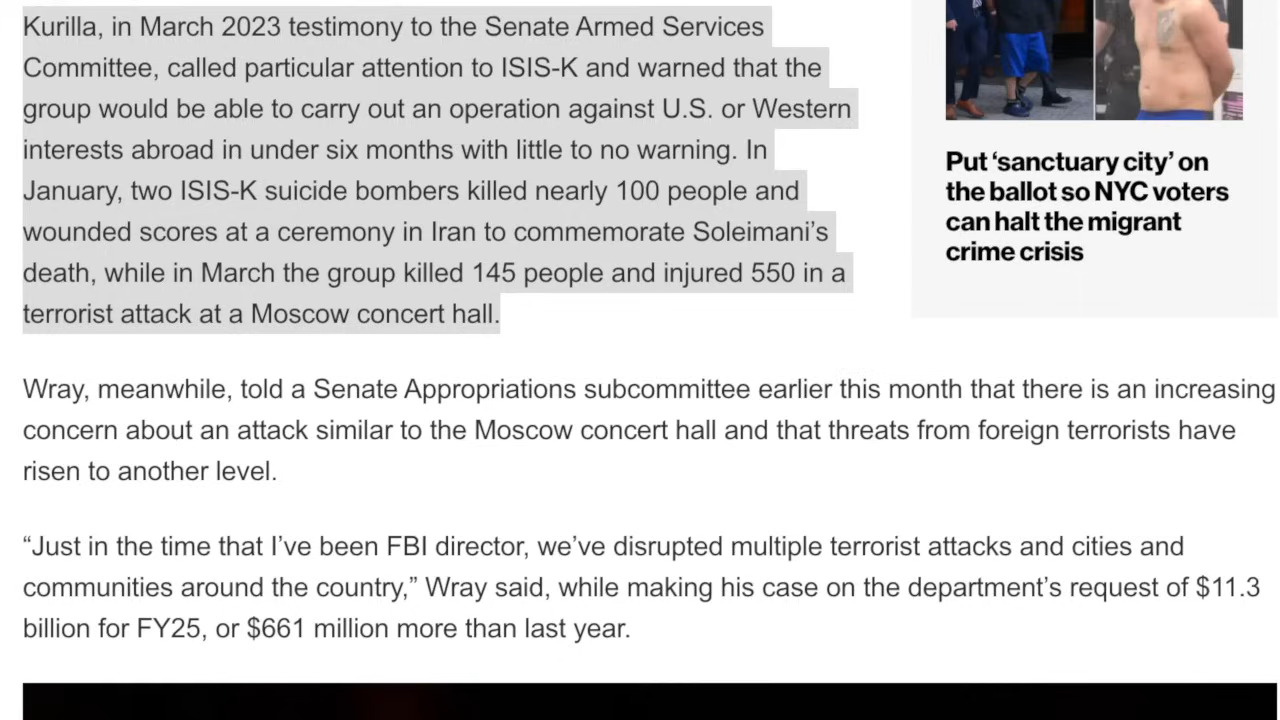 Kurilla, in March 2023 testimony to the Senate Armed Services
Committee, called particular attention to ISIS-K and warned that the
group would be able to carry out an operation against U.S. or Western
interests abroad in under six months with little to no warning. In
January, two ISIS-K suicide bombers killed nearly 100 people and
wounded scores at a ceremony in Iran to commemorate Soleimani’s
death, while in March the group killed 145 people and injured 550 in a
terrorist attack at a Moscow concert hall.
Put ‘sanctuary city’ on
the ballot so NYC voters
can halt the migrant
crime crisis
Wray, meanwhile, told a Senate Appropriations subcommittee earlier this month that there is an increasing
concern about an attack similar to the Moscow concert hall and that threats from foreign terrorists have
risen to another level.
“Just in the time that I’ve been FBI director, we’ve disrupted multiple terrorist attacks and cities and
communities around the country,” Wray said, while making his case on the department’s request of $11.3
billion for FY25, or $661 million more than last year.